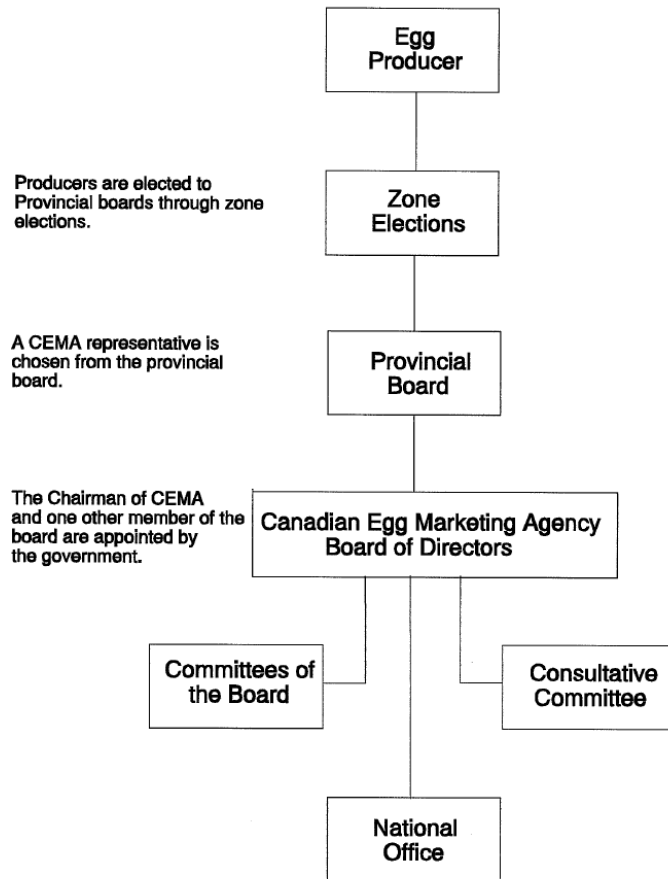 Egg
Producer
Producers are elected to
Provincial boards through zone
elections.
Zone
Elections
A CEMA representative is
chosen from the provincial
board.
Provincial
Board
The Chairman of CEMA
and one other member of the
board are appointed by
the government.
Canadian Egg Marketing Agency
Board of Directors
Committees of
the Board
Consultative
Committee
National
Office